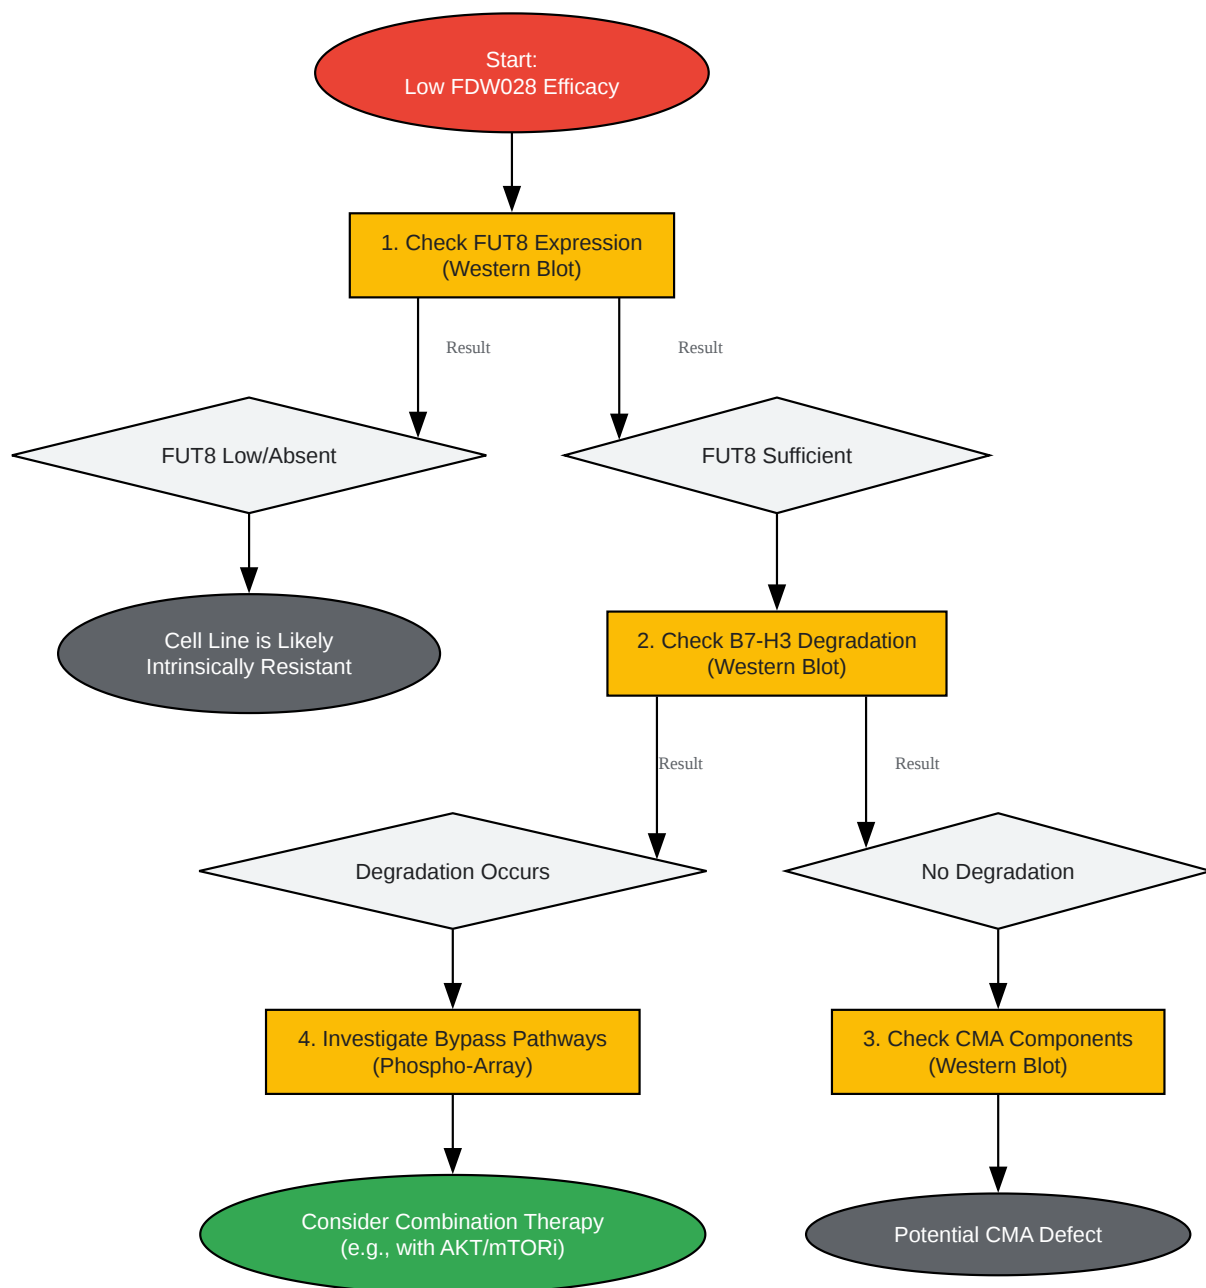 Start:
Low FDW028 Efficacy
1. Check FUT8 Expression
(Western Blot)
Result
Result
FUT8 Low/Absent
FUT8 Sufficient
Cell Line is Likely
Intrinsically Resistant
2. Check B7-H3 Degradation
(Western Blot)
Result
Result
Degradation Occurs
No Degradation
4. Investigate Bypass Pathways
(Phospho-Array)
3. Check CMA Components
(Western Blot)
Consider Combination Therapy
(e.g., with AKT/mTORi)
Potential CMA Defect